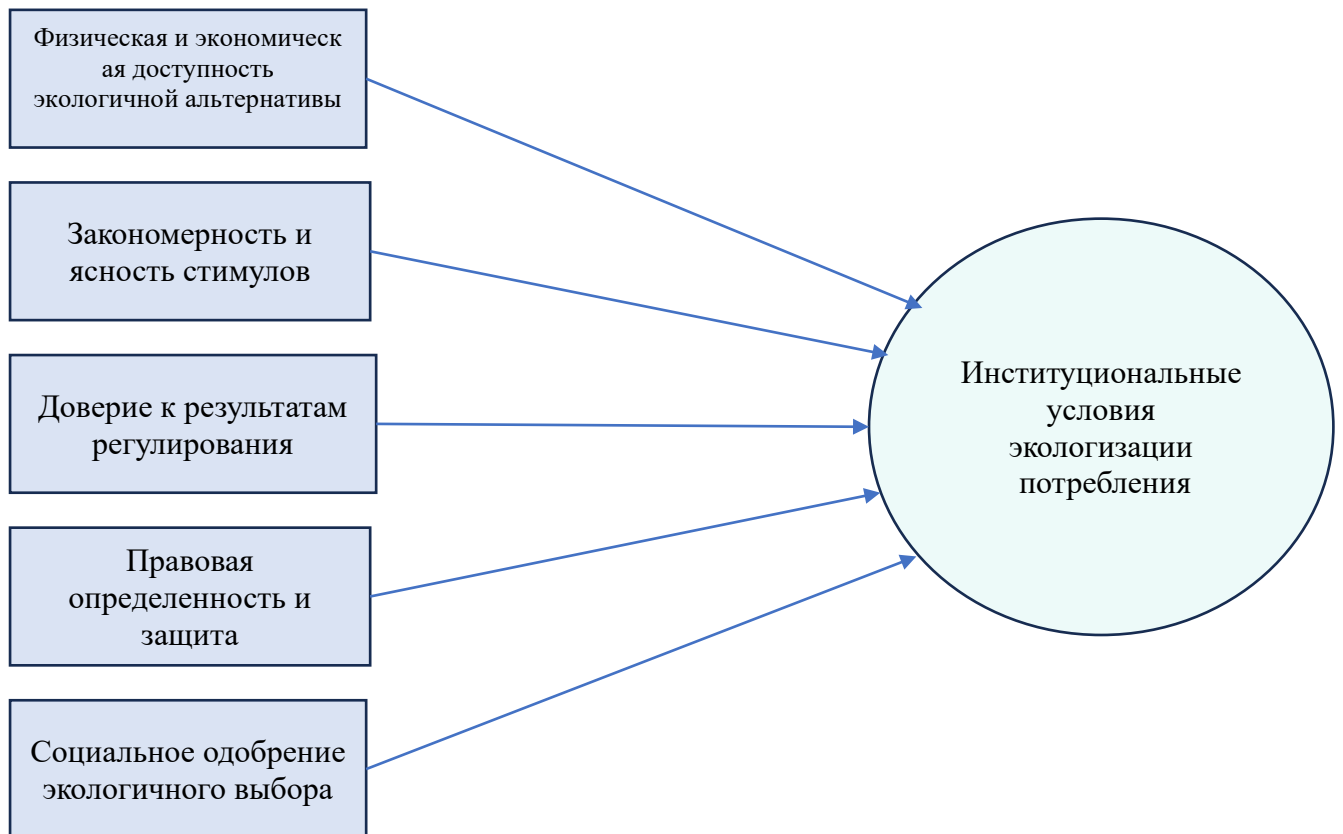 Физическая и экономическ
ая доступность
экологичной альтернативы
Закономерность и
ясность стимулов
Доверие к результатам
регулирования
Правовая
определенность и
защита
Социальное одобрение
экологичного выбора
Институциональные
условия
экологизации
потребления